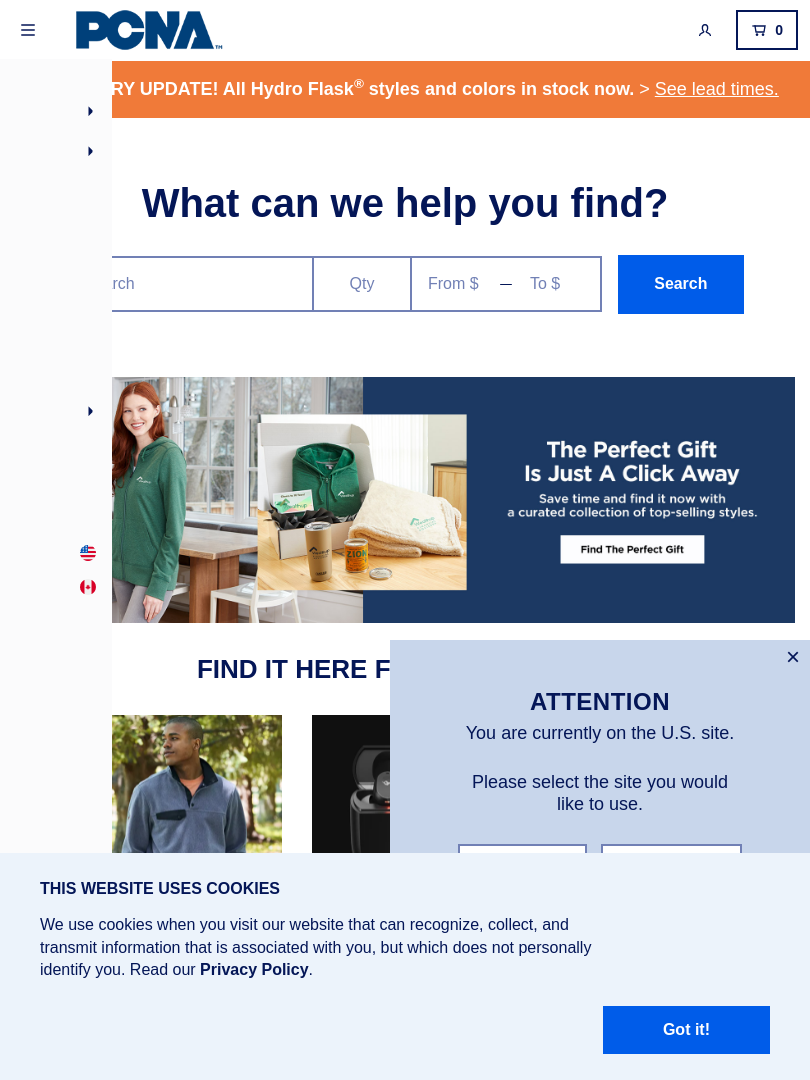 PCNA™
0
RY UPDATE! All Hydro Flask® styles and colors in stock now. > See lead times.
What can we help you find?
rch
Qty
From $ — To $
Search
The Perfect Gift
Is Just A Click Away
Save time and find it now with
a curated collection of top-selling styles.
Find The Perfect Gift
FIND IT HERE F
×
ATTENTION
You are currently on the U.S. site.
Please select the site you would
like to use.
THIS WEBSITE USES COOKIES
We use cookies when you visit our website that can recognize, collect, and
transmit information that is associated with you, but which does not personally
identify you. Read our Privacy Policy.
Got it!